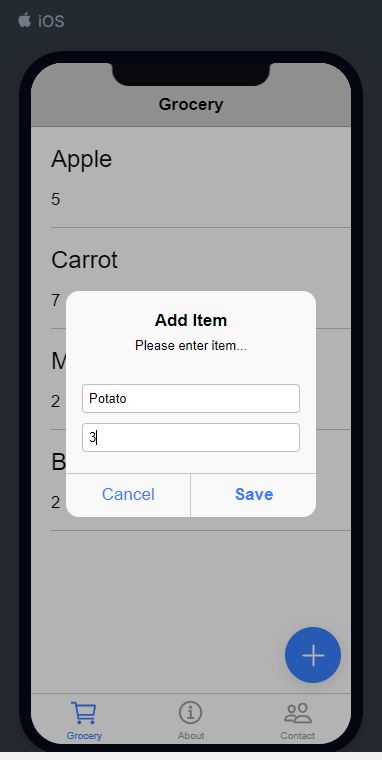 iOS
Grocery
Apple
5
Carrot
7
M
2
B
2
Add Item
Please enter item...
Potato
3
Cancel
Save
Grocery
About
Contact